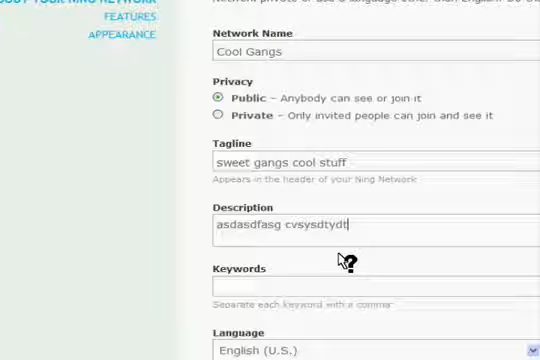 FEATURES
APPEARANCE
Network Name
Cool Gangs
Privacy
Public – Anybody can see or join it
Private – Only invited people can join and see it
Tagline
sweet gangs cool stuff
Appears in the header of your Ning Network
Description
asdasdfasg cvsysdtydt
Keywords
Separate each keyword with a comma
Language
English (U.S.)